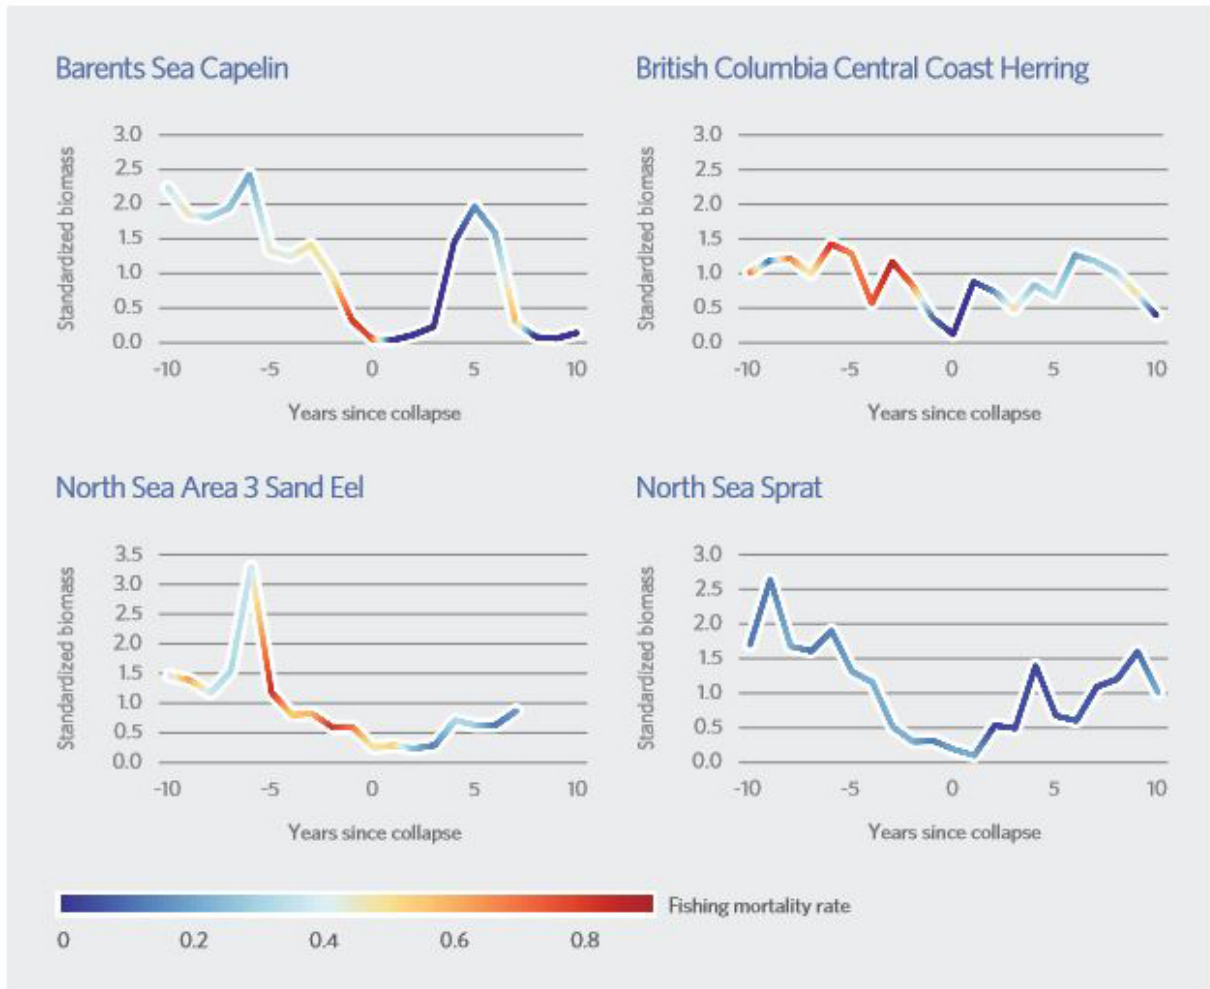 Barents Sea Capelin
Standardized biomass
3.0
2.5
2.0
1.5
1.0
0.5
0.0
-10 -5 0 5 10
Years since collapse
British Columbia Central Coast Herring
Standardized biomass
3.0
2.5
2.0
1.5
1.0
0.5
0.0
-10 -5 0 5 10
Years since collapse
North Sea Area 3 Sand Eel
Standardized biomass
3.5
3.0
2.5
2.0
1.5
1.0
0.5
0.0
-10 -5 0 5 10
Years since collapse
North Sea Sprat
Standardized biomass
3.0
2.5
2.0
1.5
1.0
0.5
0.0
-10 -5 0 5 10
Years since collapse
Fishing mortality rate
0 0.2 0.4 0.6 0.8